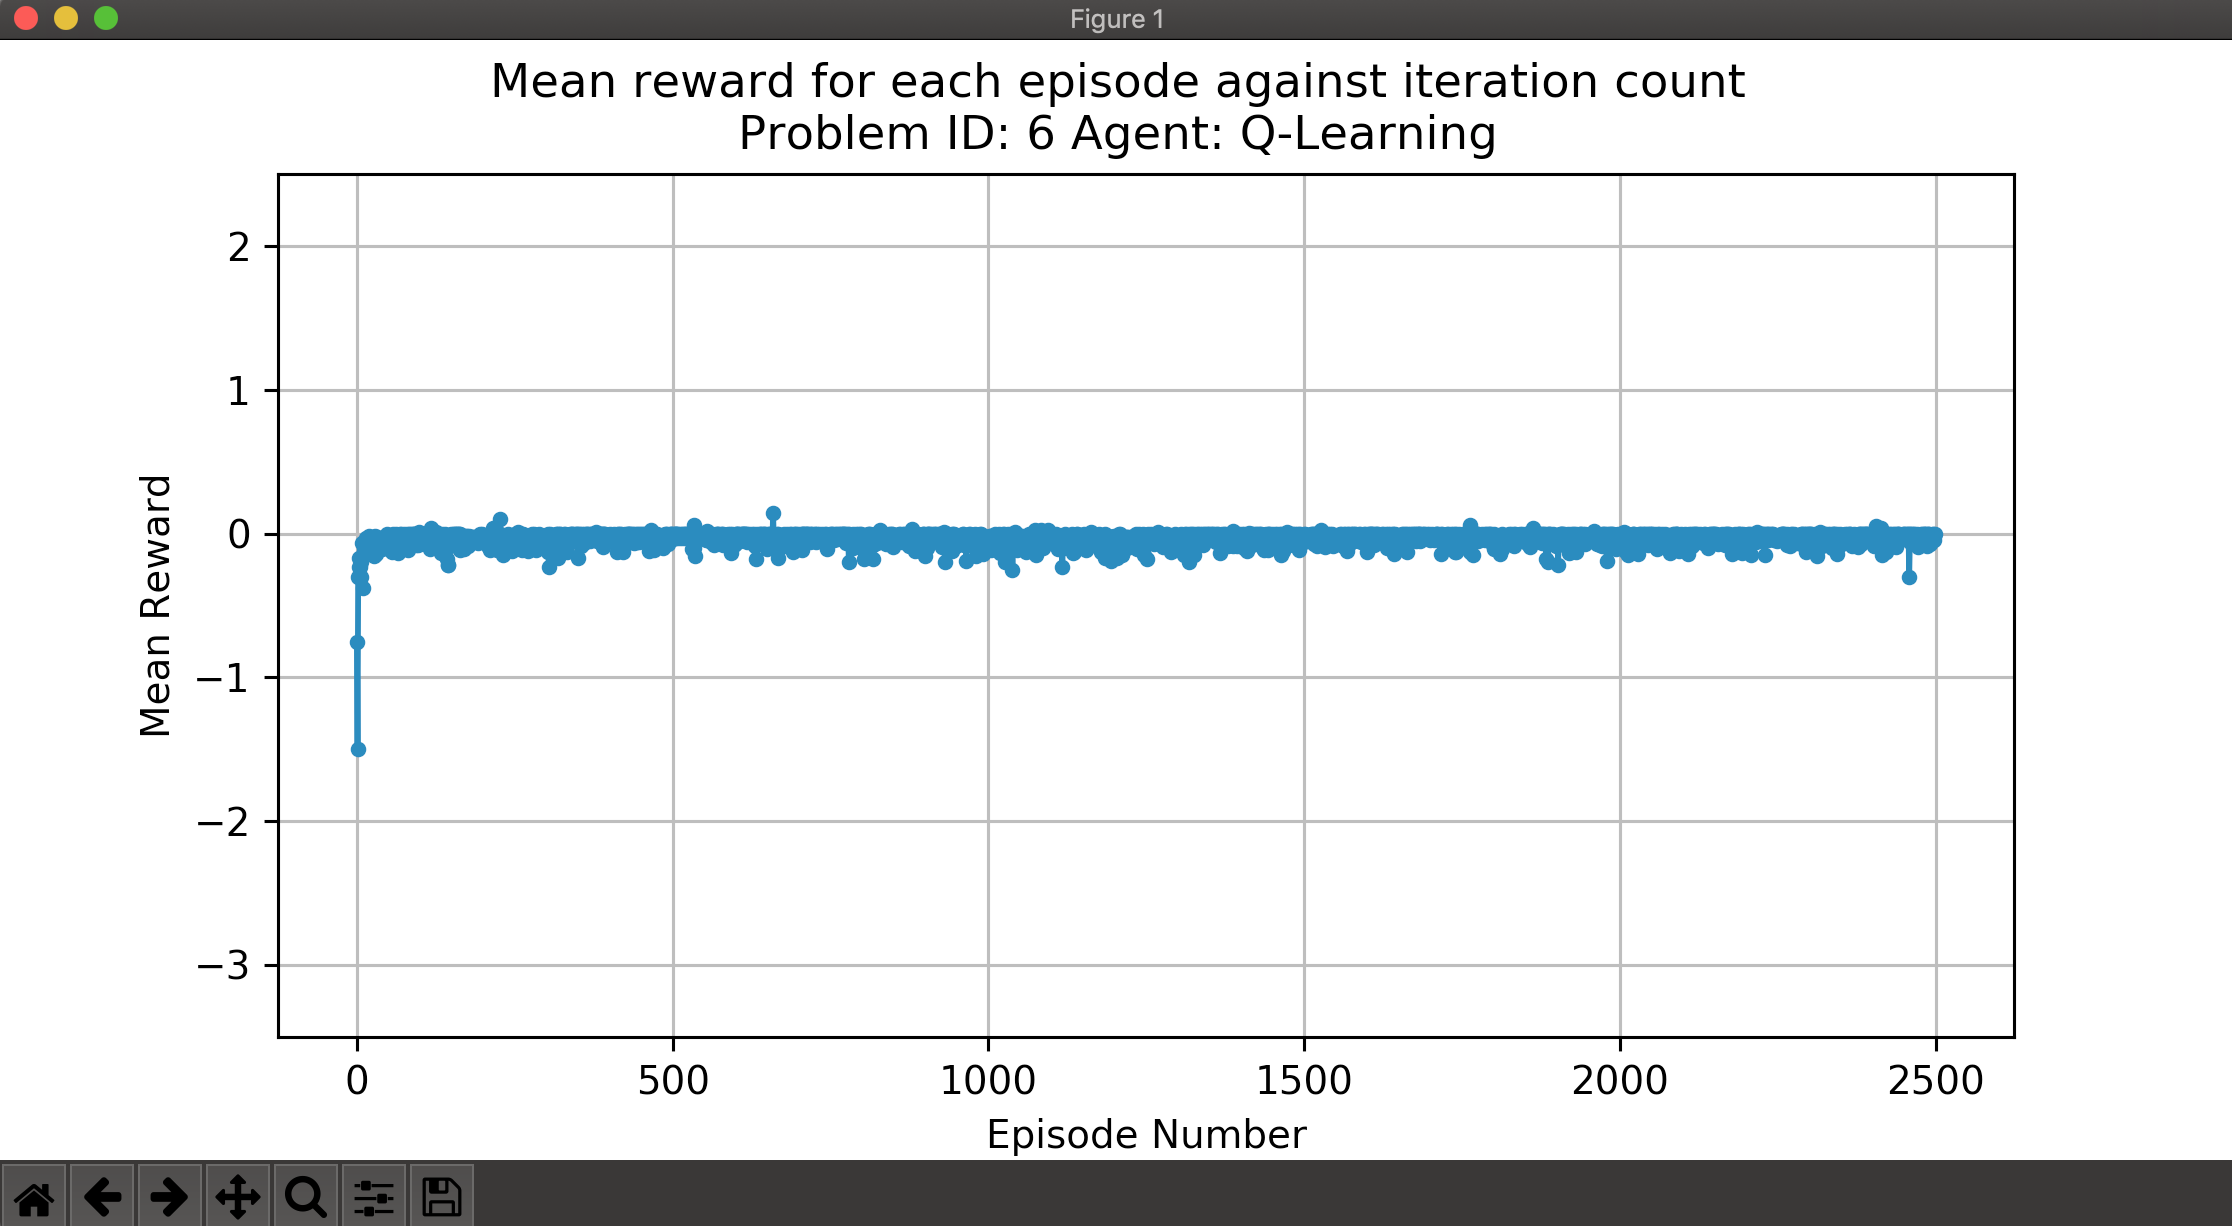 Figure 1
Mean reward for each episode against iteration count
Problem ID: 6 Agent: Q-Learning
2
1
0
−1
−2
−3
Mean Reward
0 500 1000 1500 2000 2500
Episode Number